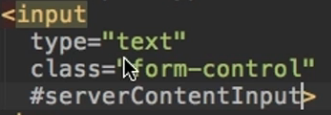 <input
type="text"
class="form-control"
#serverContentInput>